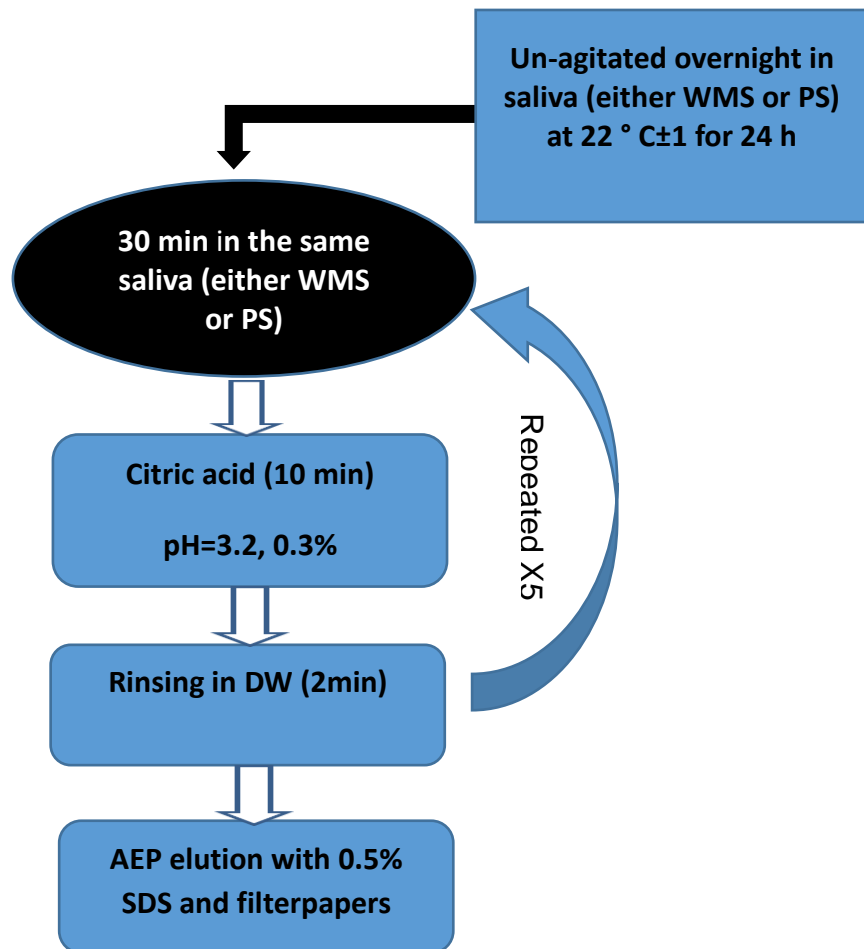 Un-agitated overnight in
saliva (either WMS or PS)
at 22 ° C±1 for 24 h
30 min in the same
saliva (either WMS
or PS)
Citric acid (10 min)
pH=3.2, 0.3%
Repeated X5
Rinsing in DW (2min)
AEP elution with 0.5%
SDS and filterpapers